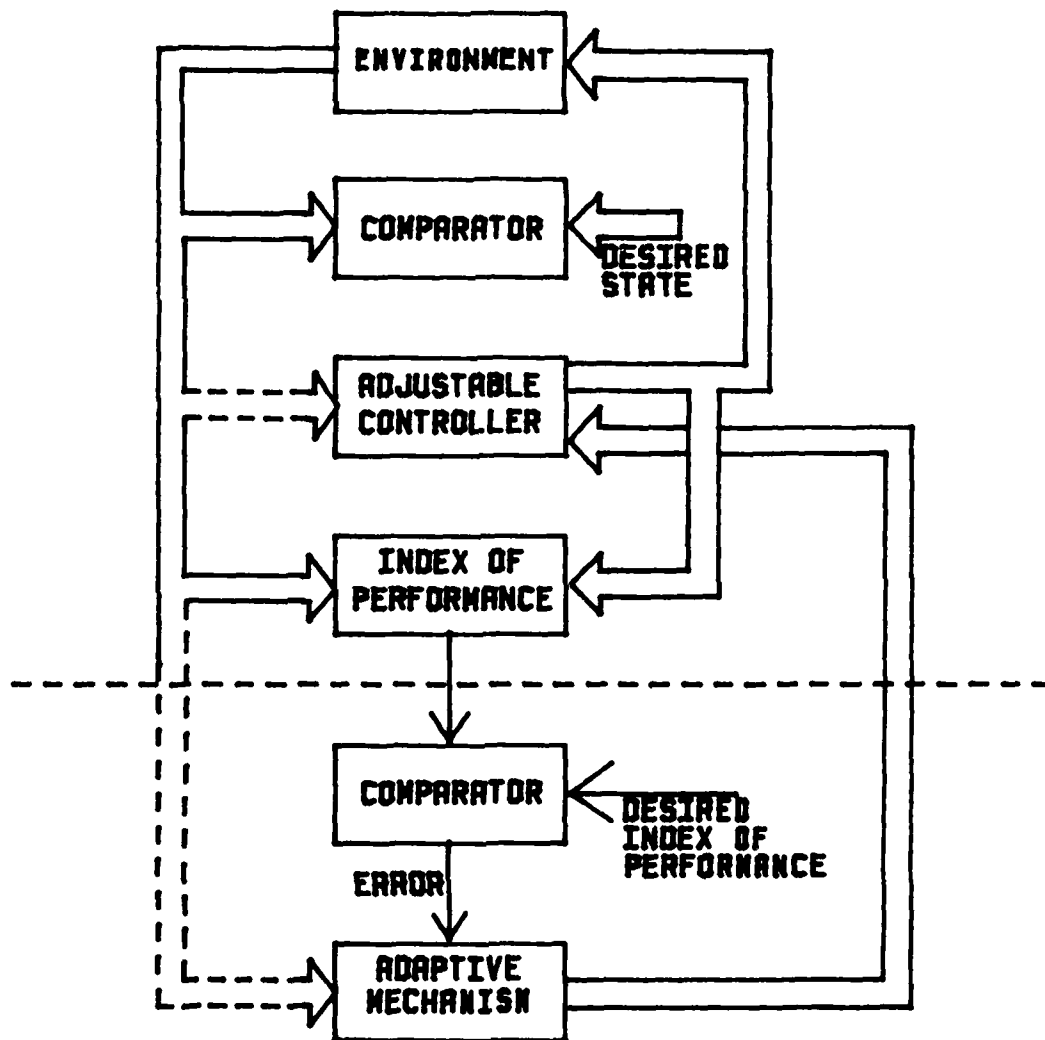 ENVIRONMENT
COMPARATOR
DESIRED
STATE
ADJUSTABLE
CONTROLLER
INDEX OF
PERFORMANCE
COMPARATOR
DESIRED
INDEX OF
PERFORMANCE
ERROR
ADAPTIVE
MECHANISM